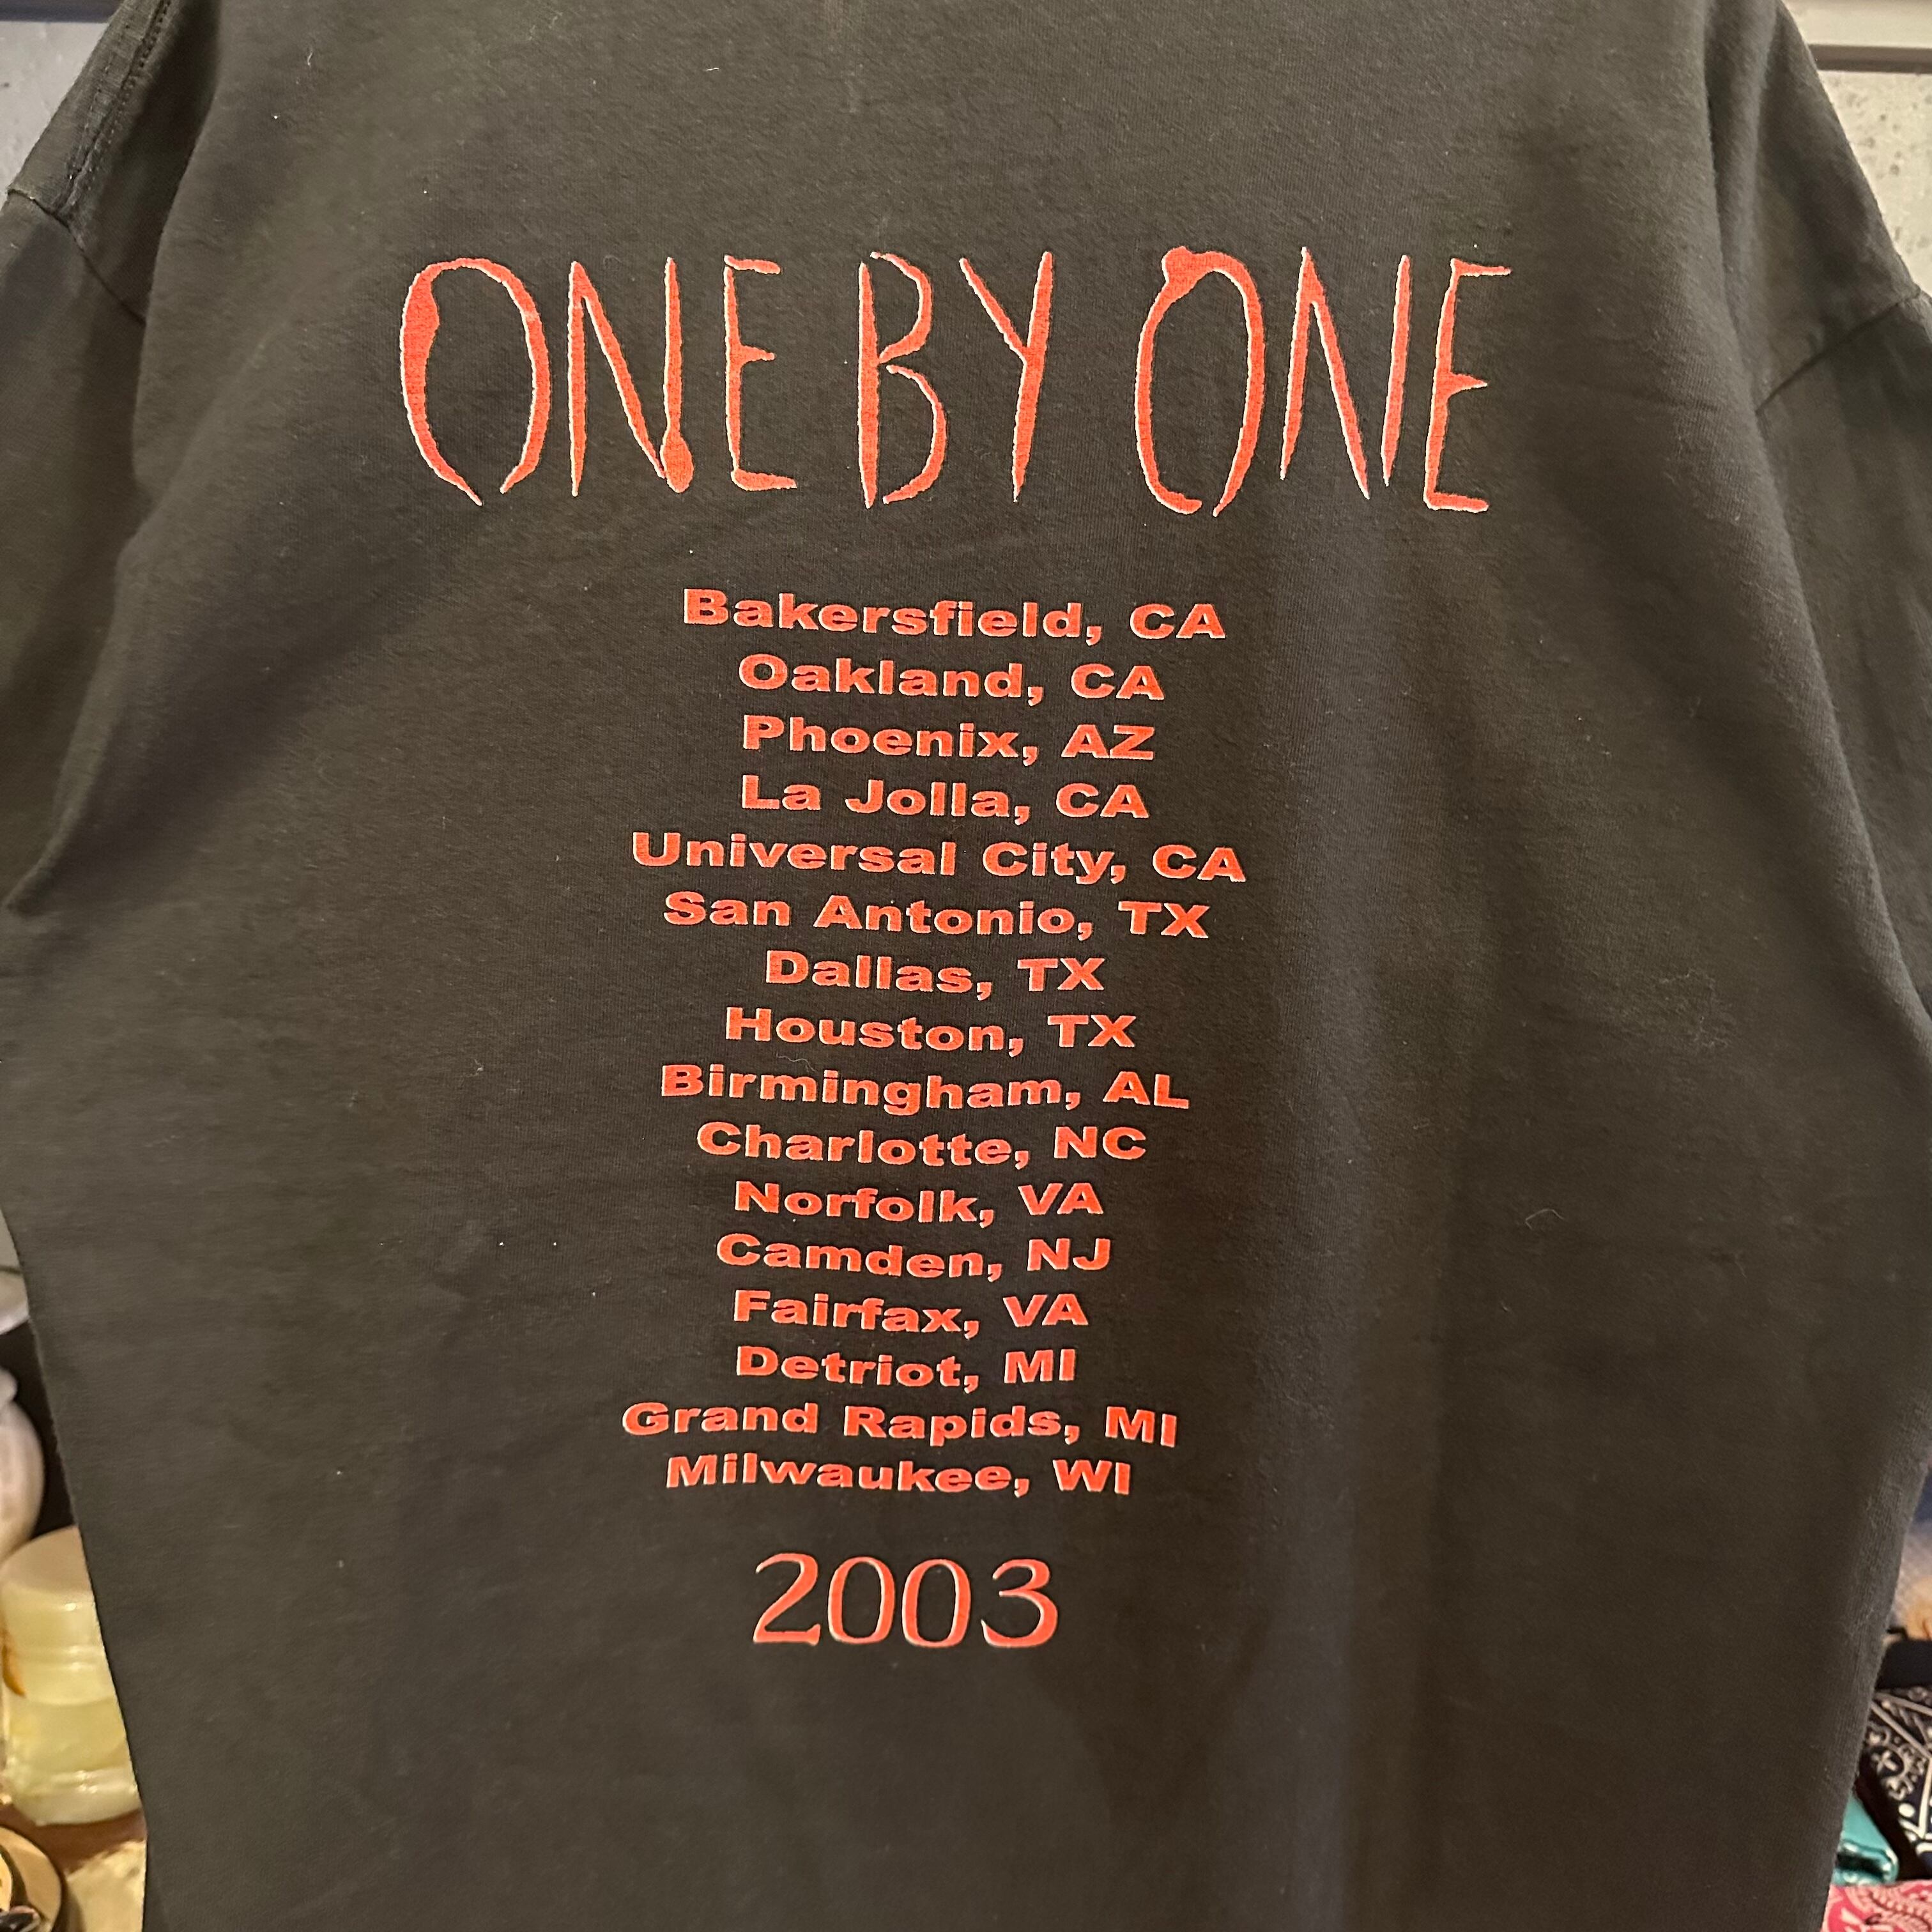 ONE BY ONE
Bakersfield, CA
Oakland, CA
Phoenix, AZ
La Jolla, CA
Universal City, CA
San Antonio, TX
Dallas, TX
Houston, TX
Birmingham, AL
Charlotte, NC
Norfolk, VA
Camden, NJ
Fairfax, VA
Detriot, MI
Grand Rapids, MI
Milwaukee, WI
2003